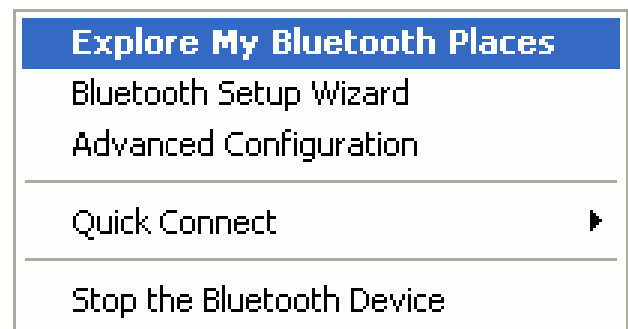 Explore My Bluetooth Places
Bluetooth Setup Wizard
Advanced Configuration
Quick Connect
Stop the Bluetooth Device